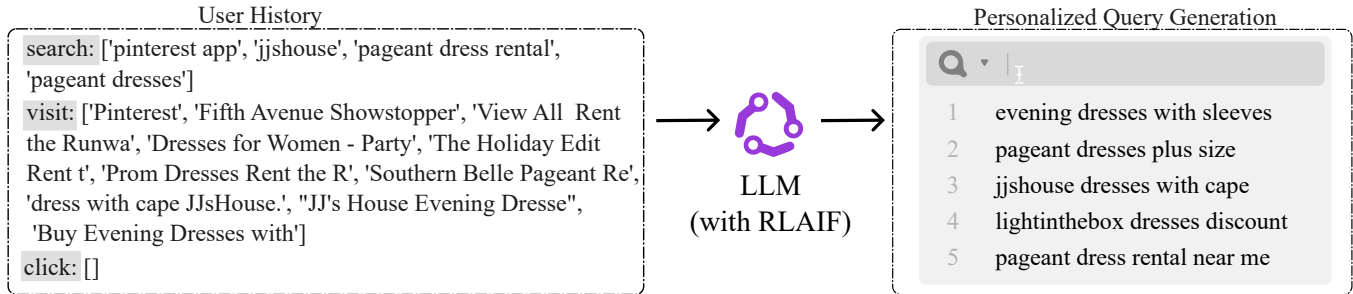 User History
search: ['pinterest app', 'jjshouse', 'pageant dress rental',
'pageant dresses']
visit: ['Pinterest', 'Fifth Avenue Showstopper', 'View All  Rent
the Runwa', 'Dresses for Women - Party', 'The Holiday Edit
Rent t', 'Prom Dresses Rent the R', 'Southern Belle Pageant Re',
'dress with cape JJsHouse.', "JJ's House Evening Dresse",
'Buy Evening Dresses with']
click: []
LLM
(with RLAIF)
Personalized Query Generation
1 evening dresses with sleeves
2 pageant dresses plus size
3 jjshouse dresses with cape
4 lightinthebox dresses discount
5 pageant dress rental near me